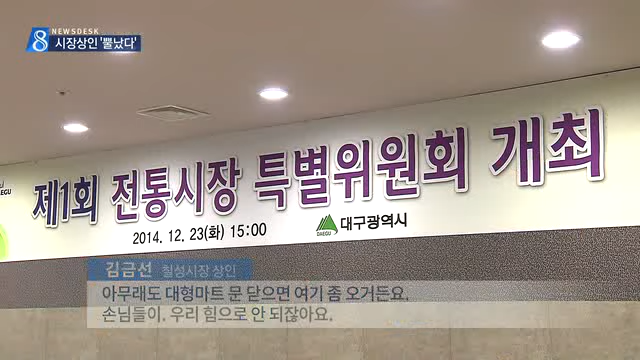 8 NEWSDESK
시장상인 '뿔났다'
제1회 전통시장 특별위원회 개최
2014. 12. 23(화) 15:00
DAEGU 대구광역시
김금선 칠성시장 상인
아무래도 대형마트 문 닫으면 여기 좀 오거든요.
손님들이. 우리 힘으로 안 되잖아요.